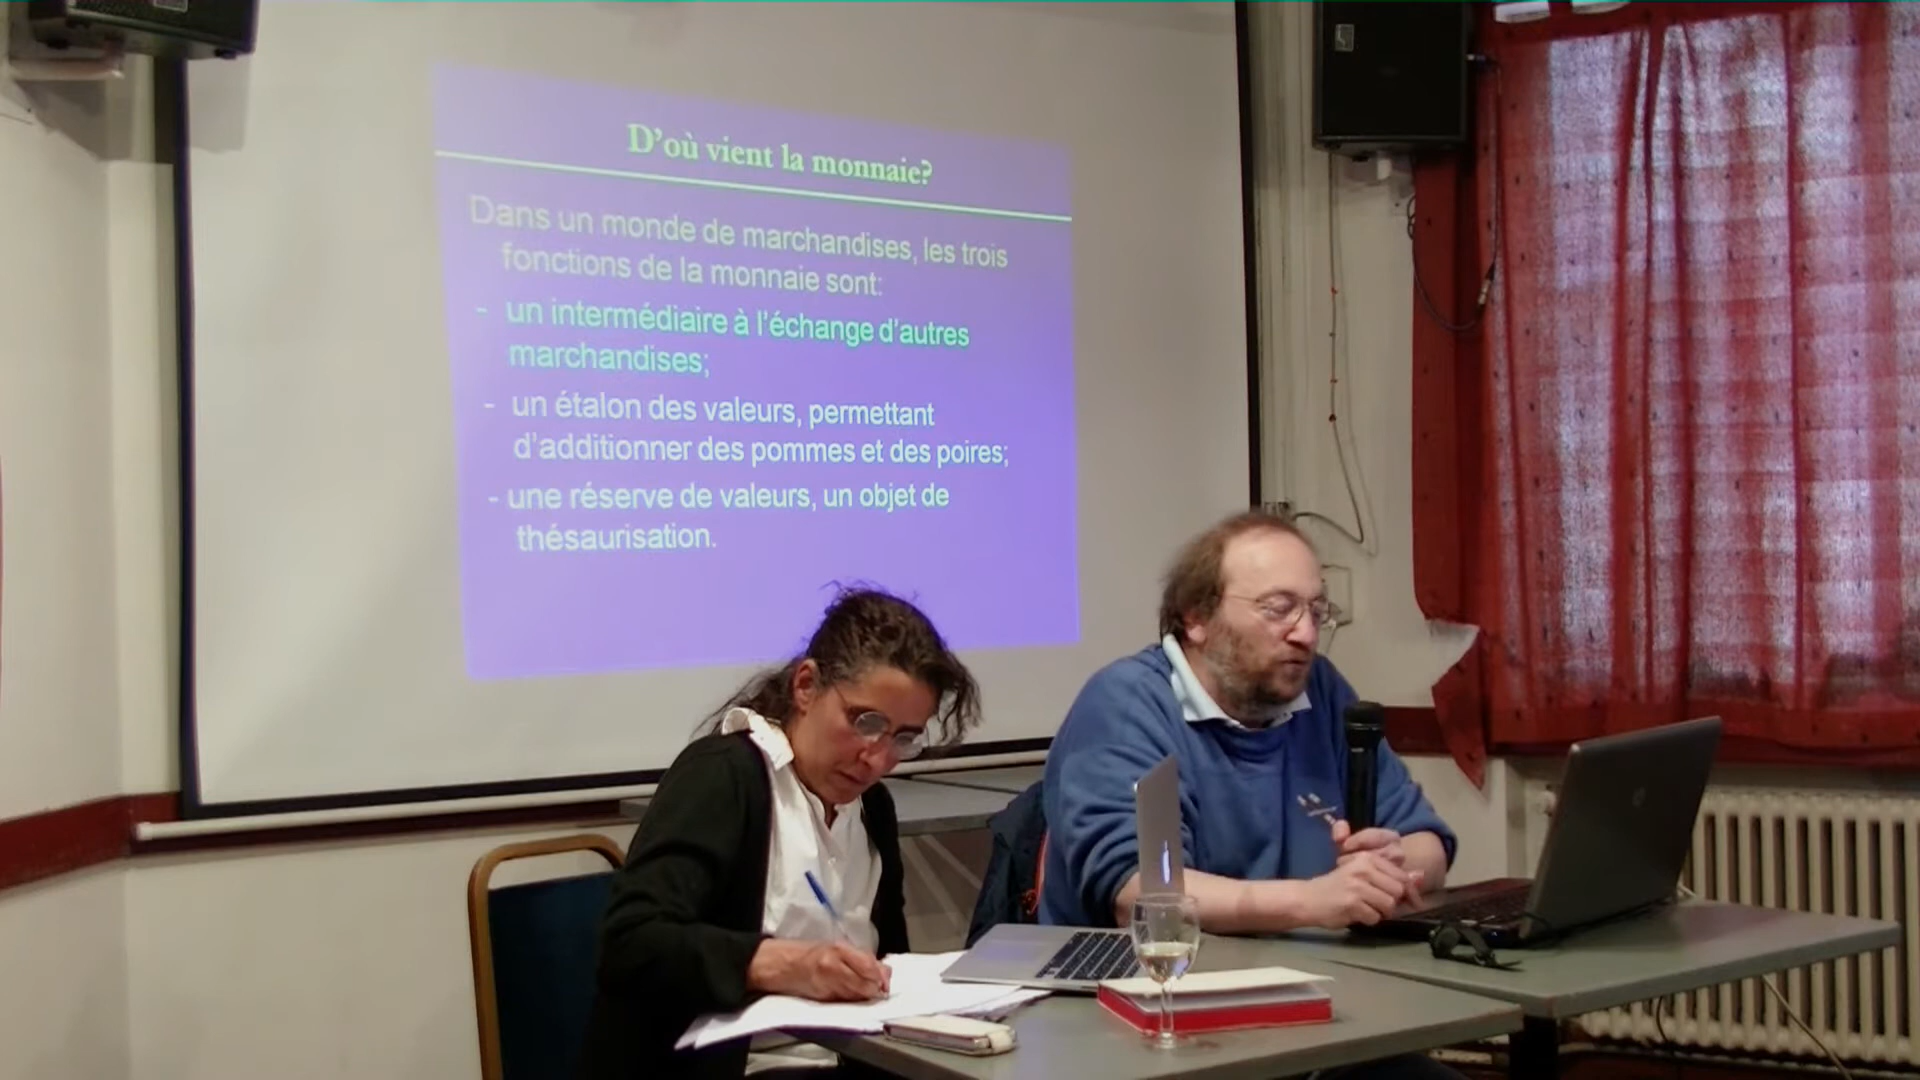 D'où vient la monnaie?
Dans un monde de marchandises, les trois
fonctions de la monnaie sont:
- un intermédiaire à l'échange d'autres
marchandises;
- un étalon des valeurs, permettant
d'additionner des pommes et des poires;
- une réserve de valeurs, un objet de
thésaurisation.